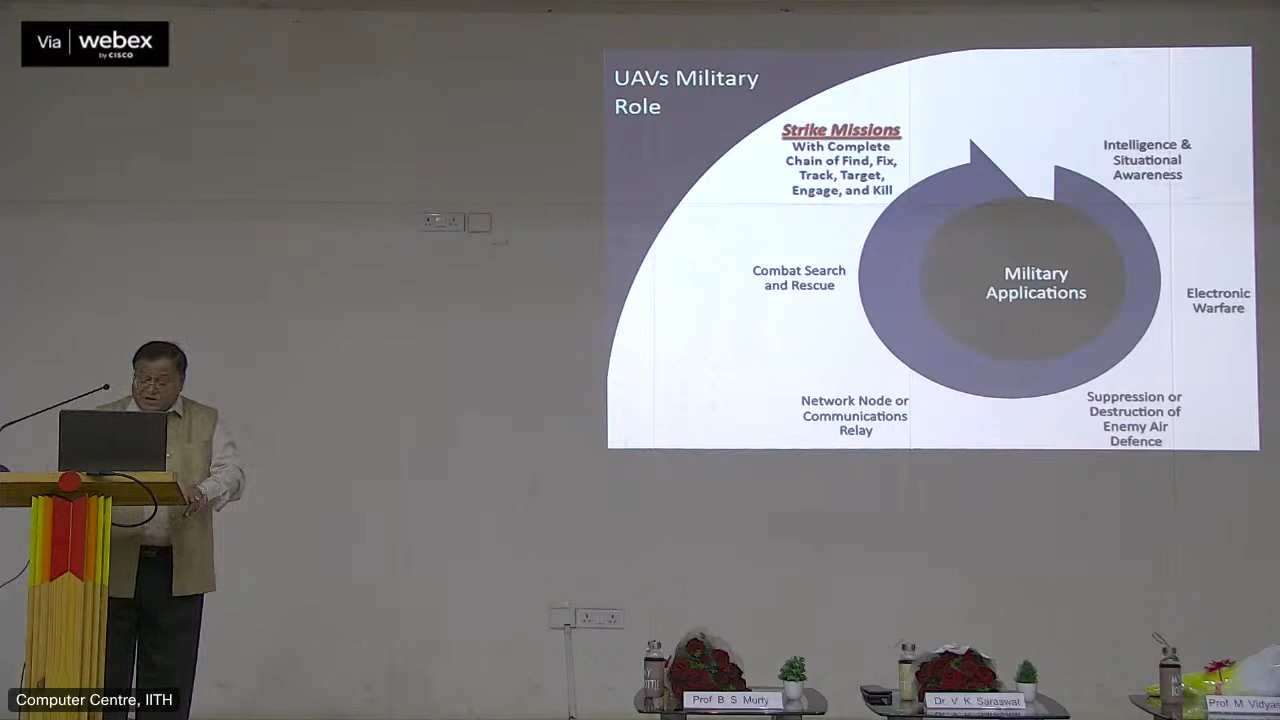 Via | webex
by CISCO
UAVs Military
Role
Strike Missions
With Complete
Chain of Find, Fix,
Track, Target,
Engage, and Kill
Intelligence &
Situational
Awareness
Combat Search
and Rescue
Military
Applications
Electronic
Warfare
Network Node or
Communications
Relay
Suppression or
Destruction of
Enemy Air
Defence
Prof B. S. Murty
Dr. V. K. Saraswat
Prof. M. Vidyas
Computer Centre, IITH